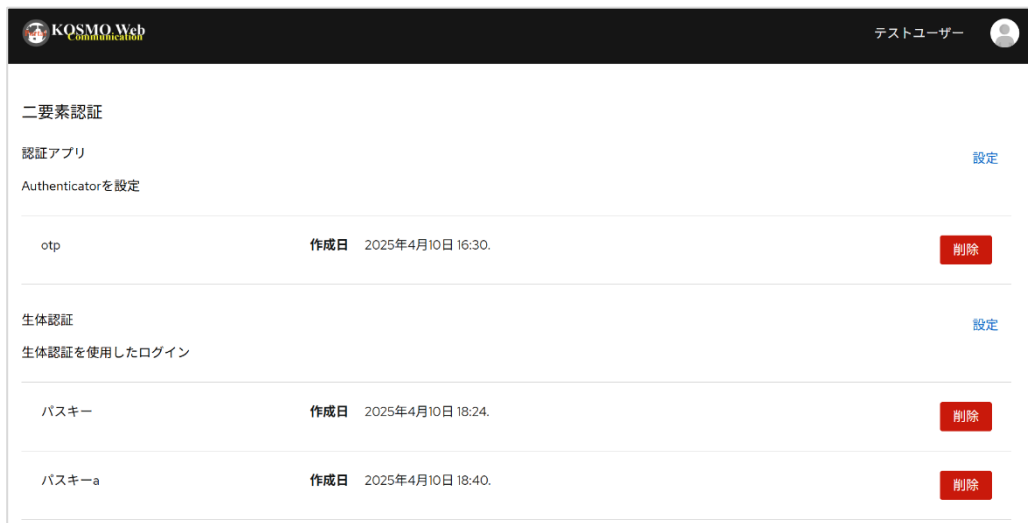 KOSMO.Web
Communication
テストユーザー
二要素認証
認証アプリ
設定
Authenticatorを設定
otp 作成日 2025年4月10日 16:30. 削除
生体認証
設定
生体認証を使用したログイン
パスキー 作成日 2025年4月10日 18:24. 削除
パスキーa 作成日 2025年4月10日 18:40. 削除